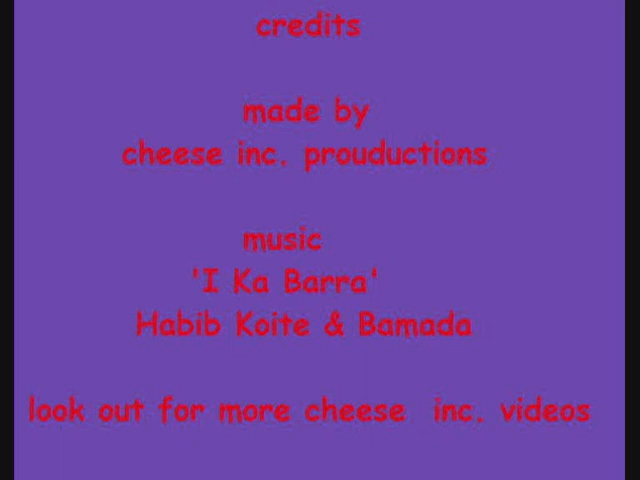 credits
made by
cheese inc. prouductions
music
'I Ka Barra'
Habib Koite & Bamada
look out for more cheese  inc. videos